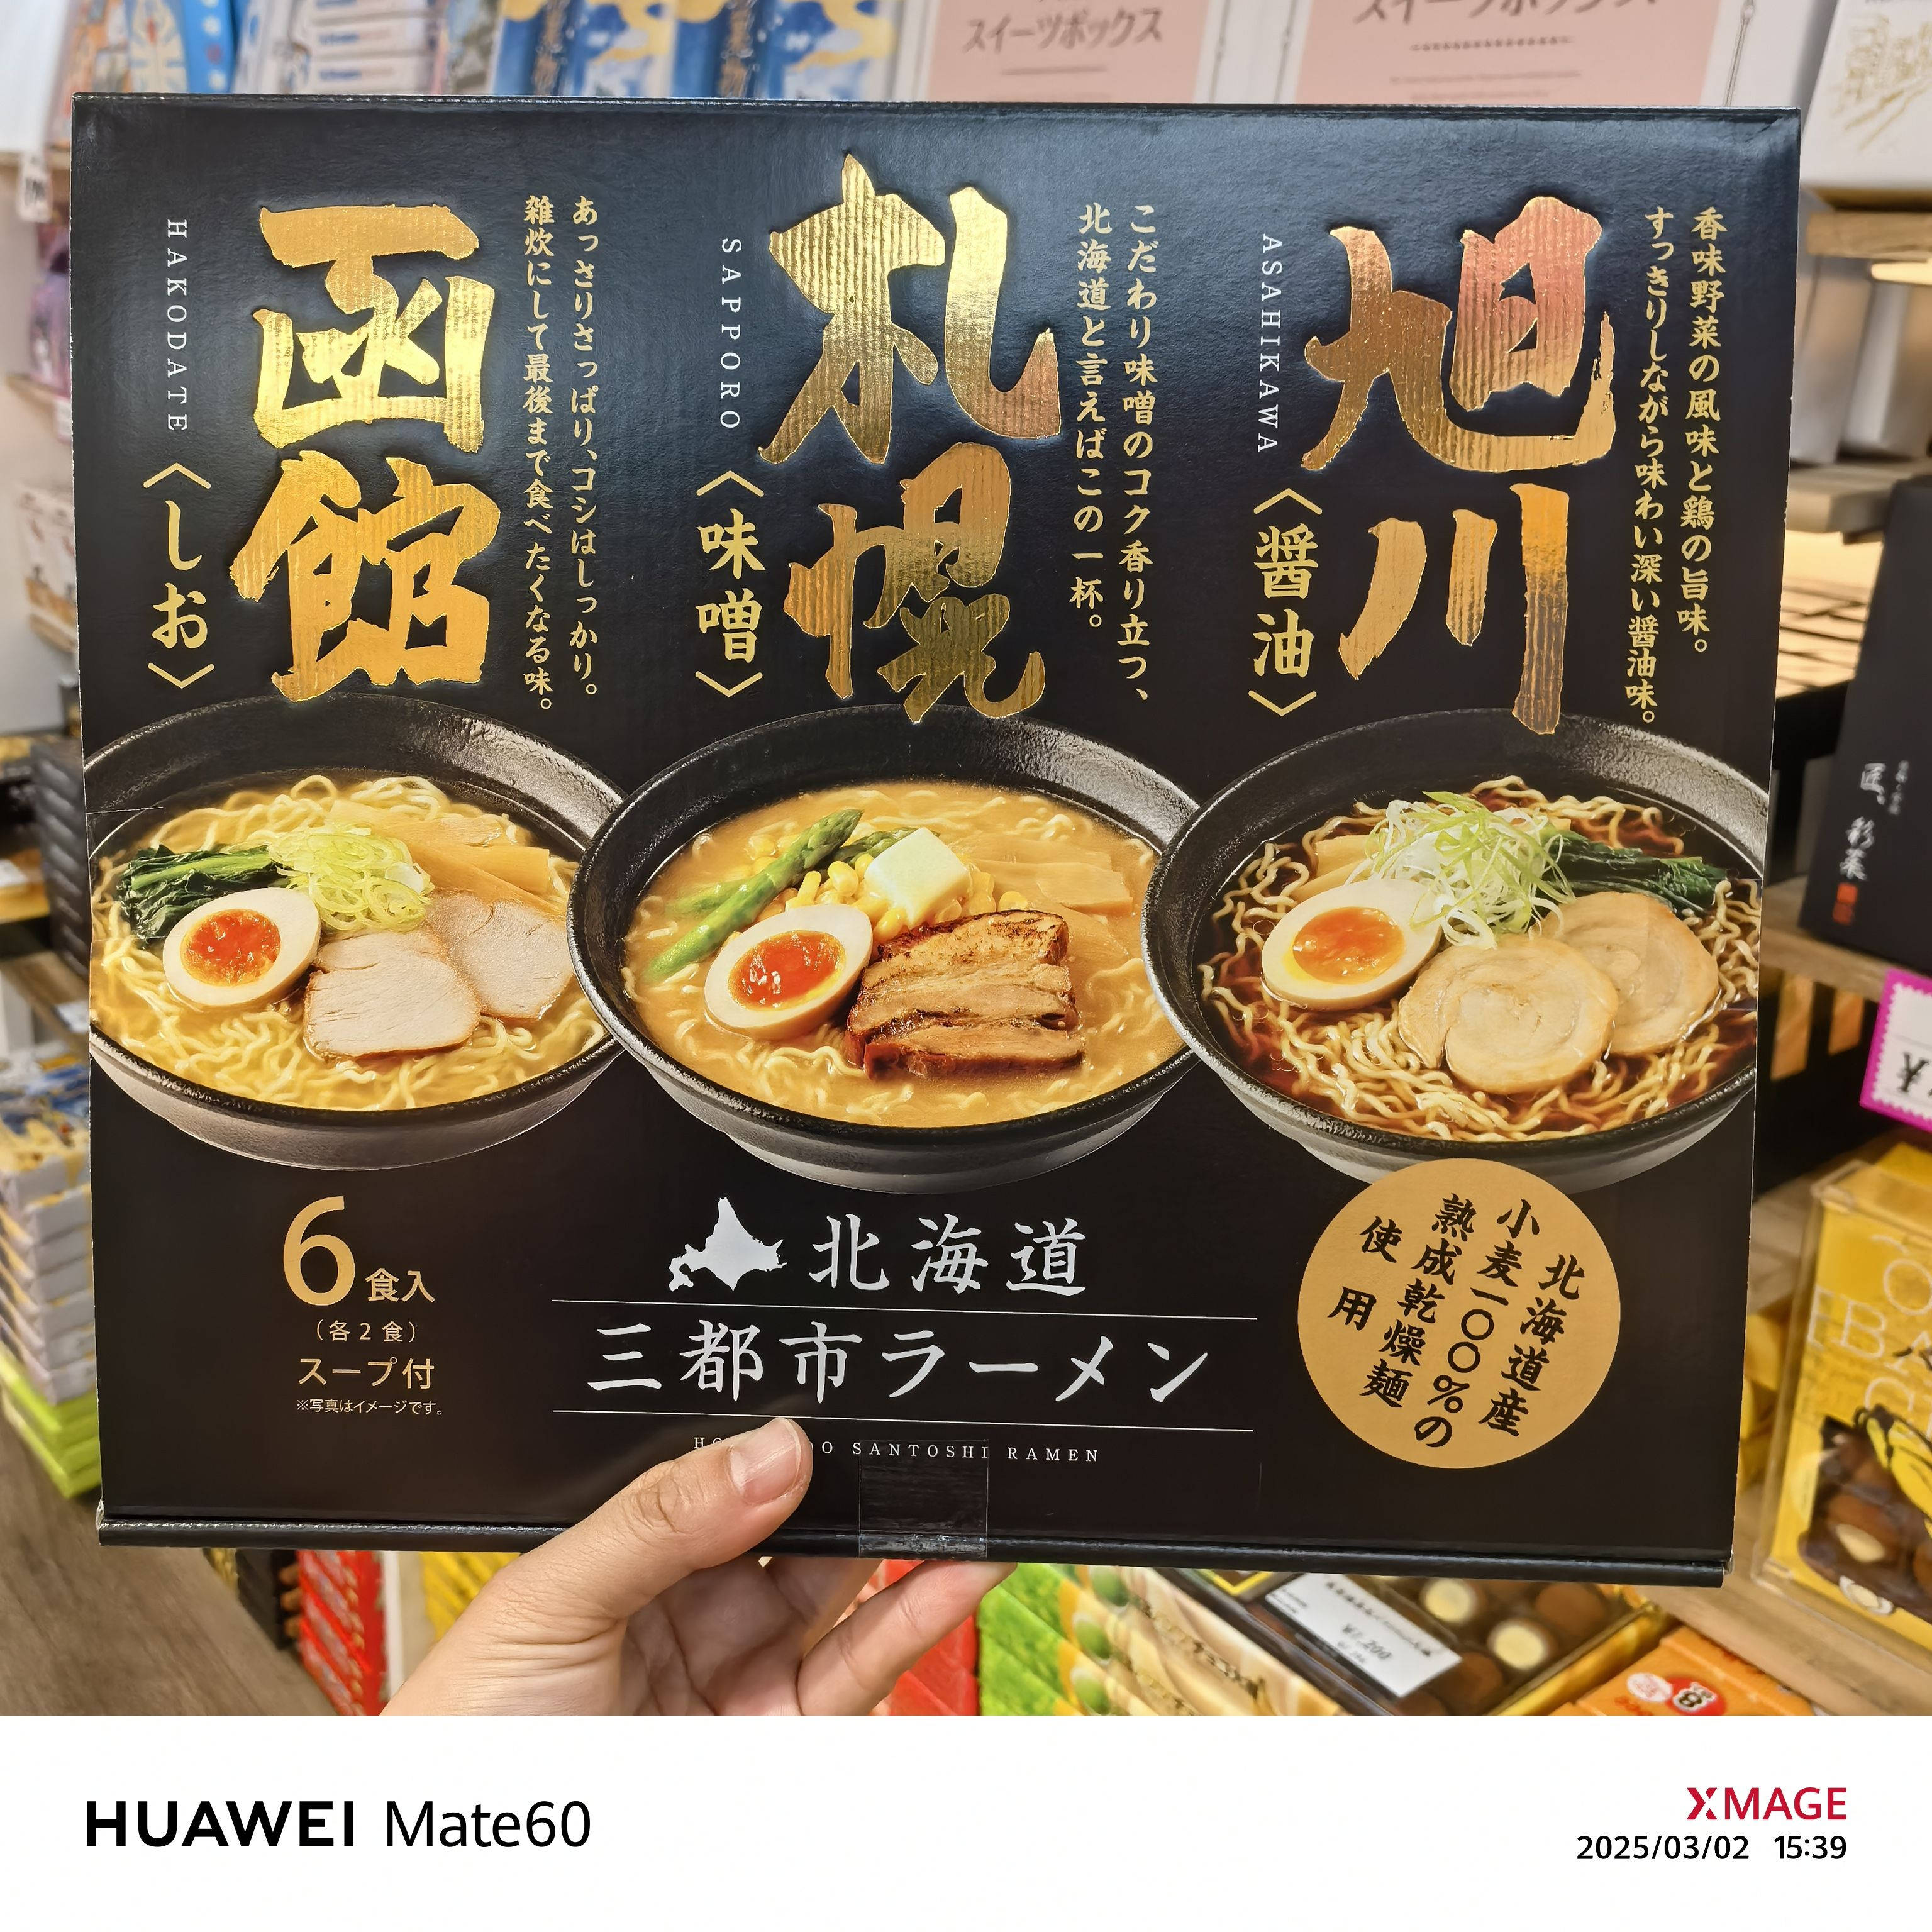 スイーツボックス
スイーツボックス
香味野菜の風味と鶏の旨味。
すっきりしながら味わい深い醤油味。
旭川
ASAHIKAWA
〈醤油〉
こだわり味噌のコク香り立つ、
北海道と言えばこの一杯。
札幌
SAPPORO
〈味噌〉
あっさりさっぱり、コシはしっかり。
雑炊にして最後まで食べたくなる味。
函館
HAKODATE
〈しお〉
6食入
（各2食）
スープ付
※写真はイメージです。
北海道
三都市ラーメン
SANTOSHI RAMEN
北海道産
小麦一〇〇%の
熟成乾燥麺
使用
HUAWEI Mate60
XMAGE
2025/03/02 15:39